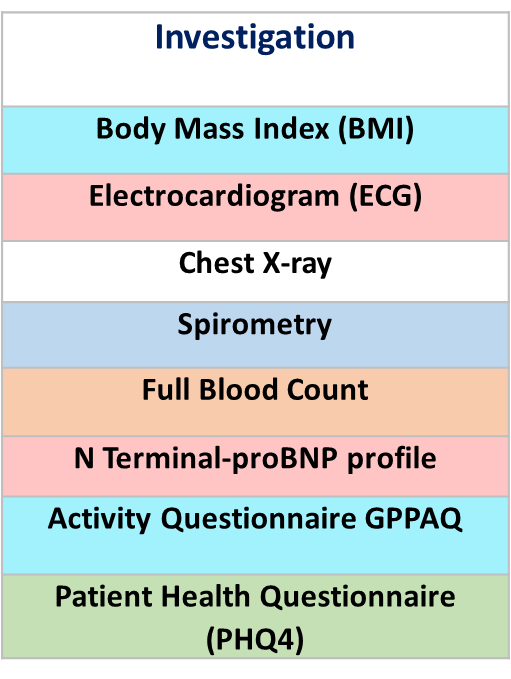 Investigation
Body Mass Index (BMI)
Electrocardiogram (ECG)
Chest X-ray
Spirometry
Full Blood Count
N Terminal-proBNP profile
Activity Questionnaire GPPAQ
Patient Health Questionnaire
(PHQ4)